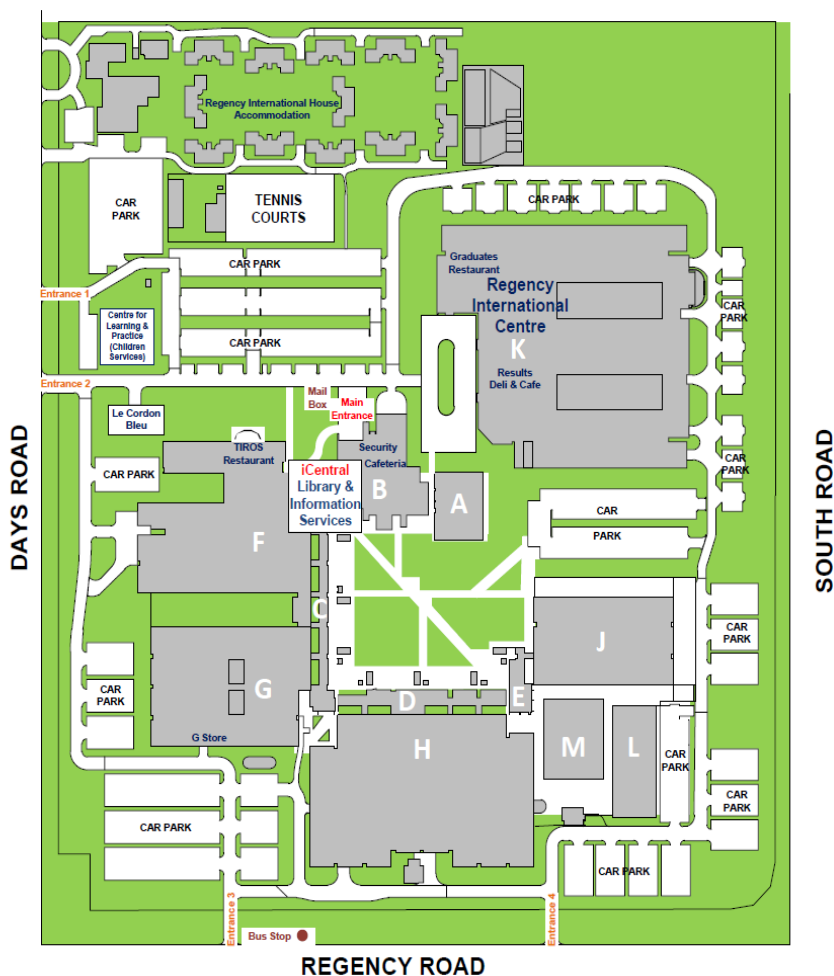 Regency International House
Accommodation
CAR
PARK
TENNIS
COURTS
CAR PARK
CAR PARK
Graduates
Restaurant
Regency
International
Centre
K
Results
Deli & Cafe
CAR
PARK
Entrance 1
Centre for
Learning &
Practice
(Children
Services)
CAR PARK
Entrance 2
Le Cordon
Bleu
Mail
Box
Main
Entrance
TIROS
Restaurant
Security
Cafeteria
B
iCentral
Library &
Information
Services
A
CAR PARK
CAR
PARK
CAR
PARK
F
C
DAYS ROAD
SOUTH ROAD
J
CAR
PARK
G
G Store
CAR
PARK
D
E
H
M
L
CAR
PARK
CAR
PARK
CAR PARK
CAR PARK
Entrance 3
Entrance 4
Bus Stop
REGENCY ROAD